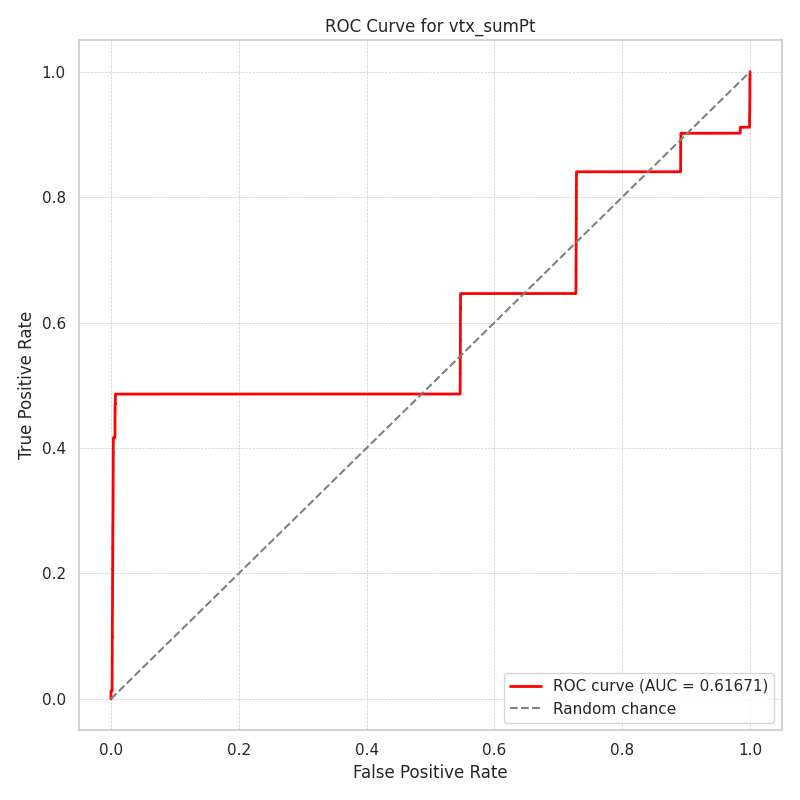 ROC Curve for vtx_sumPt
True Positive Rate
1.0
0.8
0.6
0.4
0.2
0.0
ROC curve (AUC = 0.61671)
Random chance
0.0 0.2 0.4 0.6 0.8 1.0
False Positive Rate